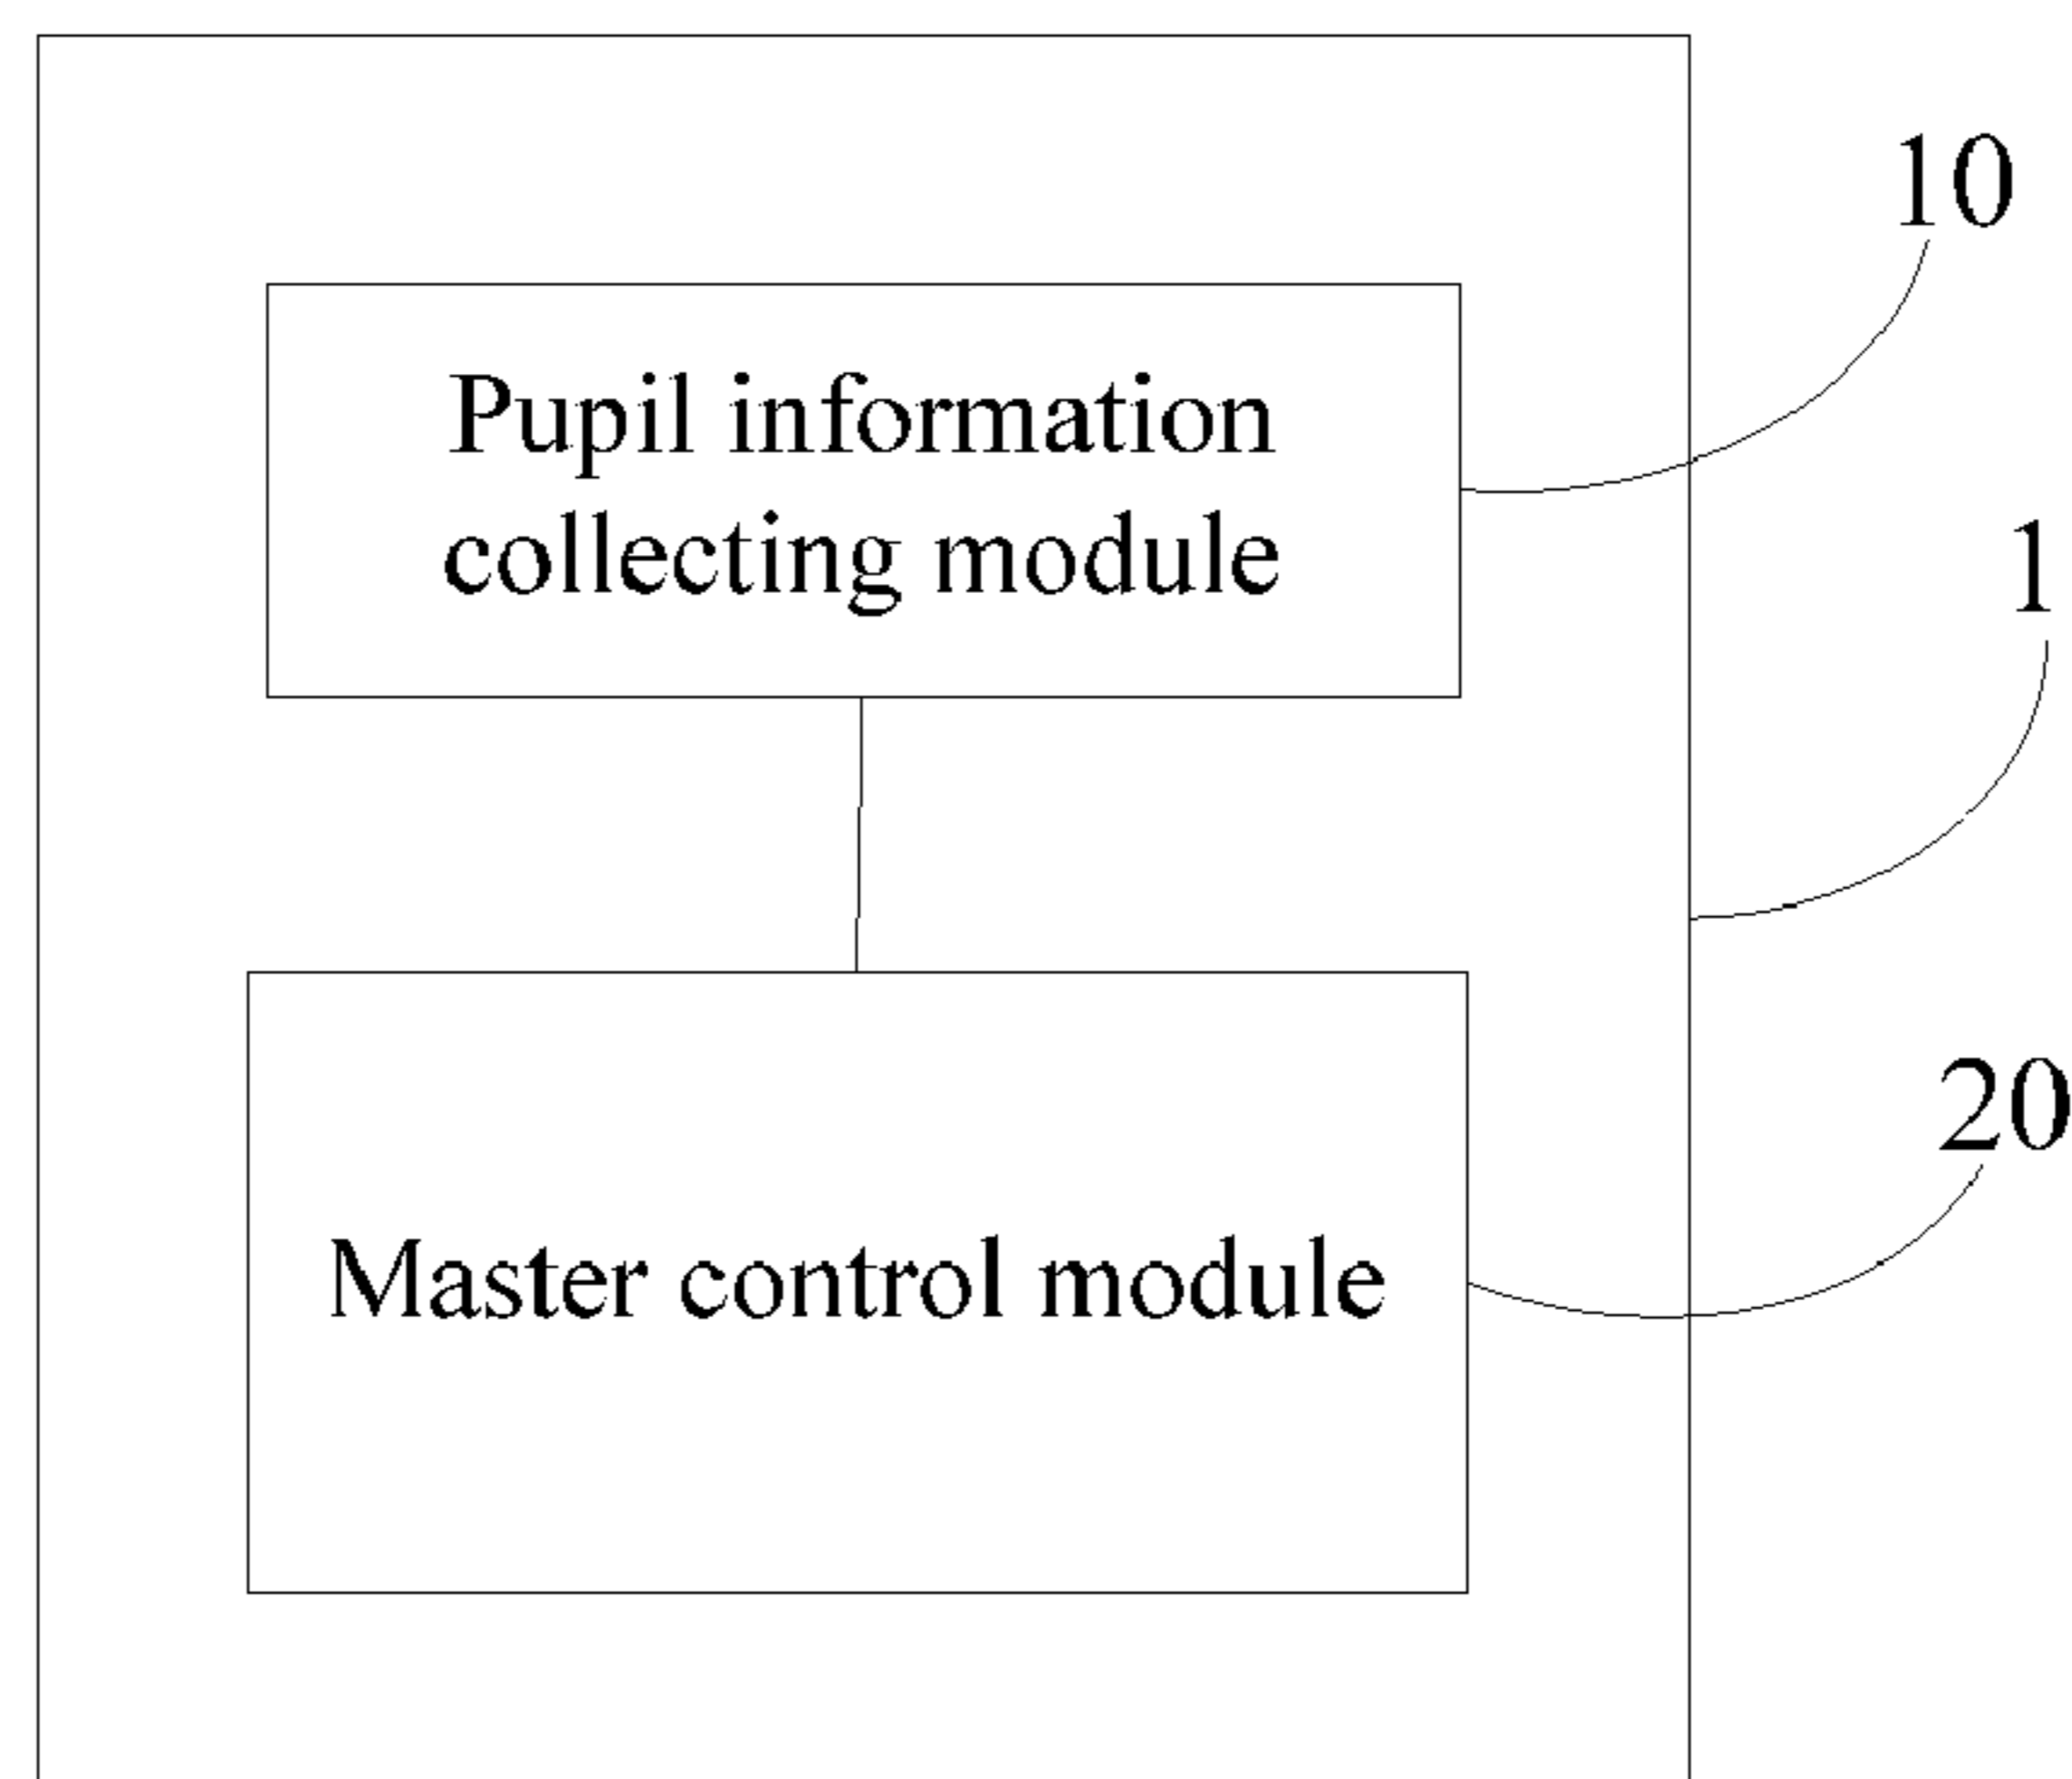 10
Pupil information
collecting module
1
20
Master control module